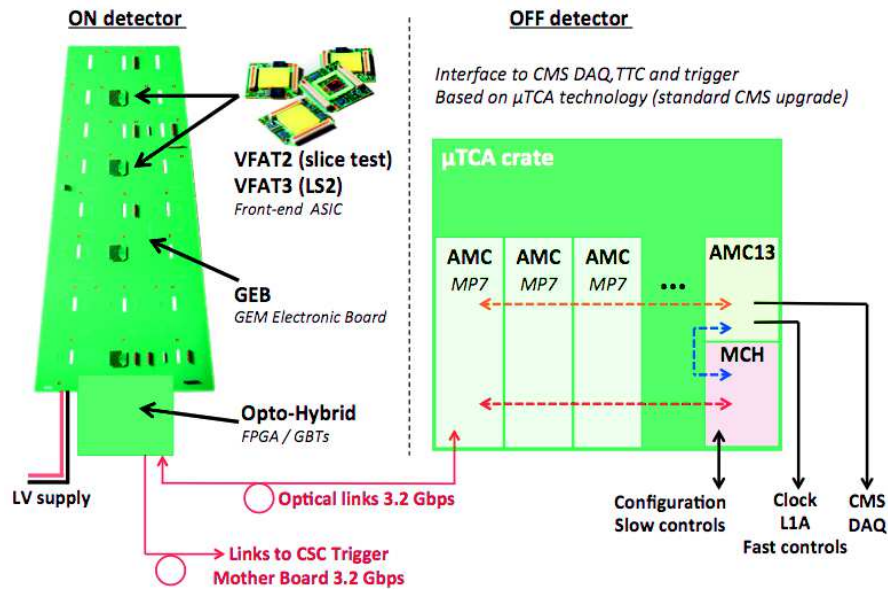 ON detector
OFF detector
Interface to CMS DAQ,TTC and trigger
Based on μTCA technology (standard CMS upgrade)
VFAT2 (slice test)
VFAT3 (LS2)
Front-end ASIC
μTCA crate
AMC
MP7
AMC
MP7
AMC
MP7
...
AMC13
MCH
GEB
GEM Electronic Board
Opto-Hybrid
FPGA / GBTs
LV supply
Optical links 3.2 Gbps
Links to CSC Trigger
Mother Board 3.2 Gbps
Configuration
Slow controls
Clock
L1A
Fast controls
CMS
DAQ